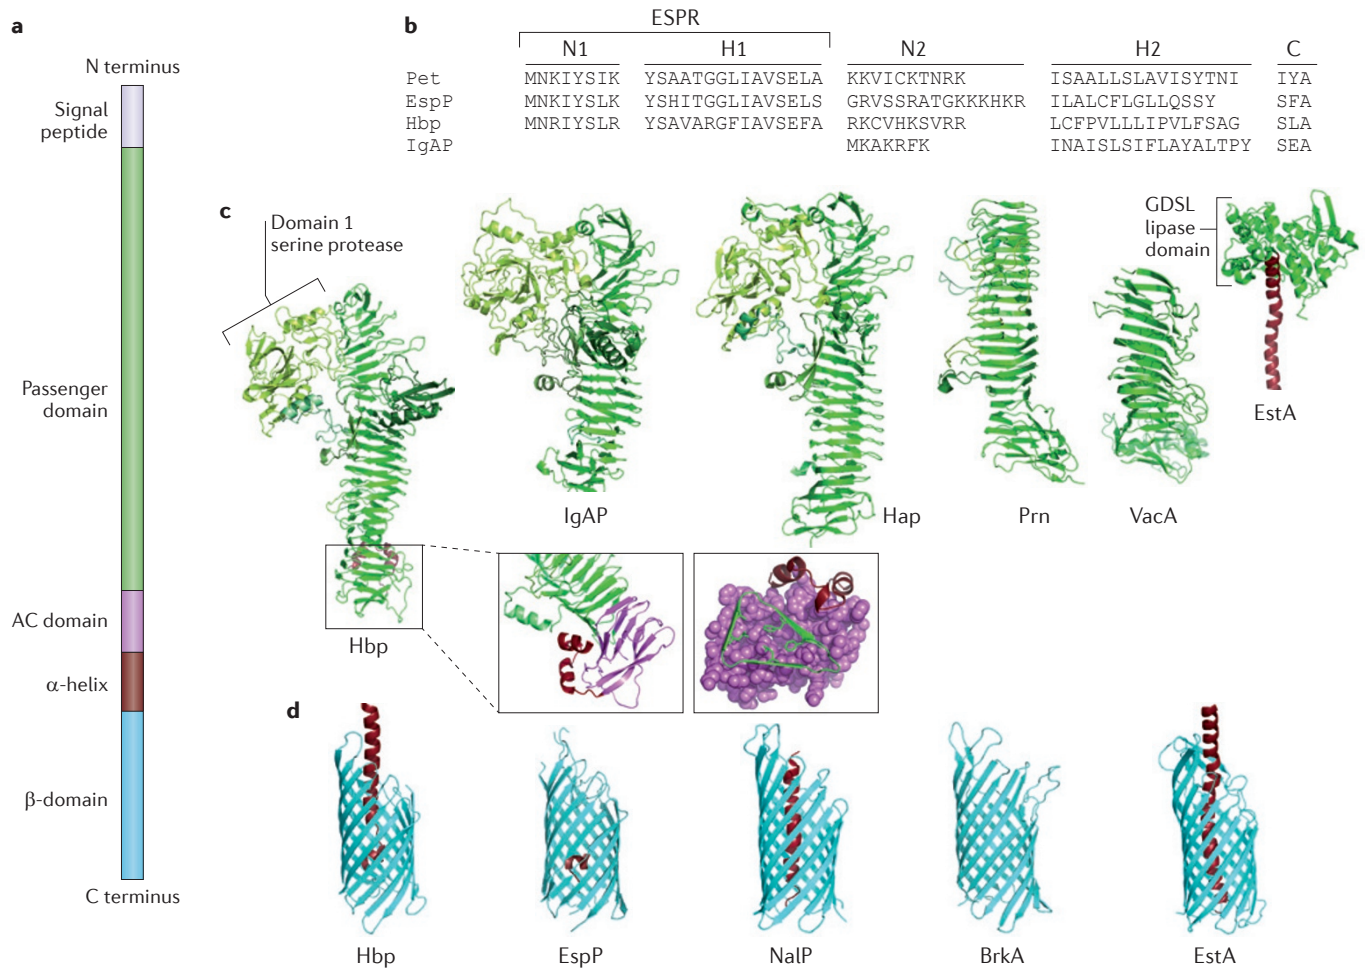 a
N terminus
Signal
peptide
Passenger
domain
AC domain
α-helix
β-domain
C terminus
b
ESPR
N1 H1 N2 H2 C
Pet MNKIYSIK YSAATGGLIAVSELA KKVICKTNRK ISAALLSLAVISYTNI IYA
EspP MNKIYSLK YSHITGGLIAVSELS GRVSSRATGKKKHKR ILALCFLGLLQSSY SFA
Hbp MNRIYSLR YSAVARGFIAVSEFA RKCVHKSVRR LCFPVLLLIPVLFSAG SLA
IgAP MKAKRFK INAISLSIFLAYALTPY SEA
c
Domain 1
serine protease
GDSL
lipase
domain
EstA
IgAP
Hap
Prn
VacA
Hbp
d
Hbp
EspP
NalP
BrkA
EstA